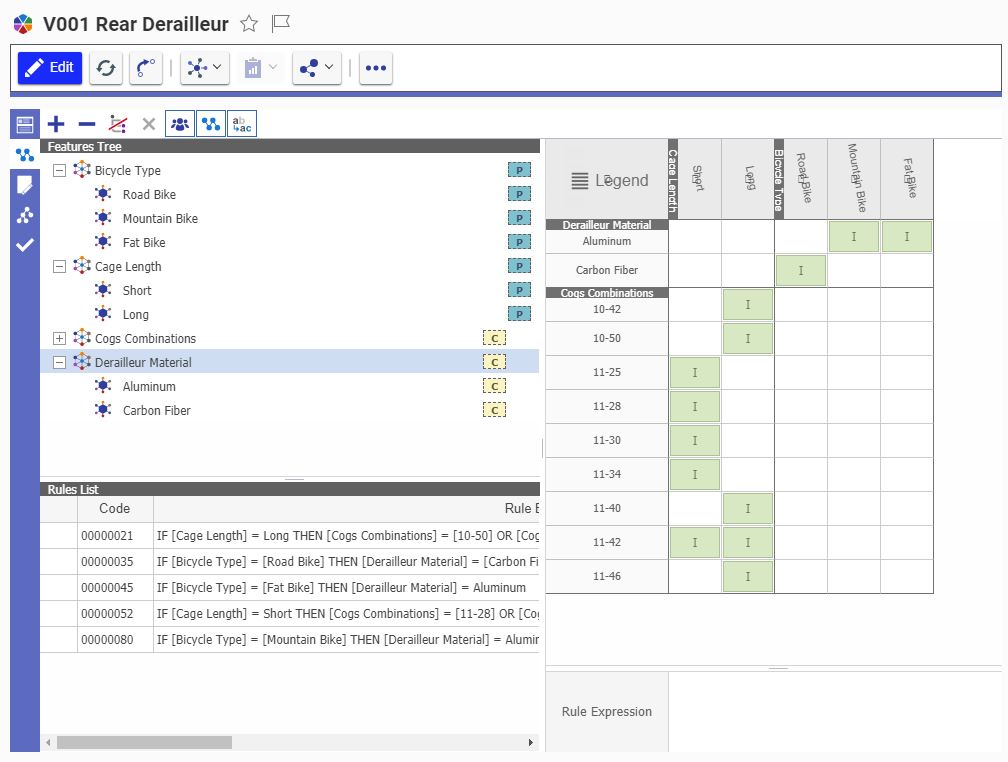 V001 Rear Derailleur
Edit
ab
ac
Features Tree
Bicycle Type P
Road Bike P
Mountain Bike P
Fat Bike P
Cage Length P
Short P
Long P
Cogs Combinations C
Derailleur Material C
Aluminum C
Carbon Fiber C
Rules List
Code Rule E
00000021 IF [Cage Length] = Long THEN [Cogs Combinations] = [10-50] OR [Cog
00000035 IF [Bicycle Type] = [Road Bike] THEN [Derailleur Material] = [Carbon Fi
00000045 IF [Bicycle Type] = [Fat Bike] THEN [Derailleur Material] = Aluminum
00000052 IF [Cage Length] = Short THEN [Cogs Combinations] = [11-28] OR [Cog
00000080 IF [Bicycle Type] = [Mountain Bike] THEN [Derailleur Material] = Alumin
Legend
Cage Length
Short
Long
Bicycle Type
Road Bike
Mountain Bike
Fat Bike
Derailleur Material
Aluminum I I
Carbon Fiber I
Cogs Combinations
10-42 I
10-50 I
11-25 I
11-28 I
11-30 I
11-34 I
11-40 I
11-42 I I
11-46 I
Rule Expression